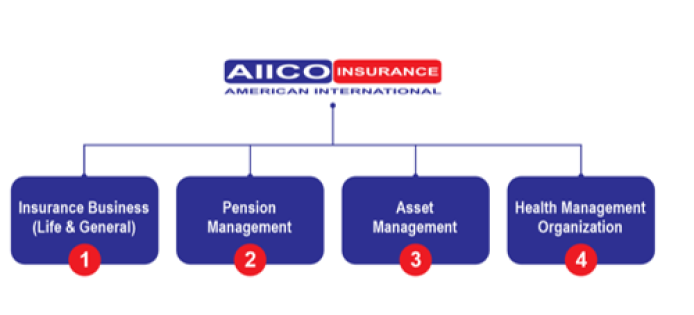 AIICO INSURANCE
AMERICAN INTERNATIONAL
Insurance Business
(Life & General)
1
Pension
Management
2
Asset
Management
3
Health Management
Organization
4